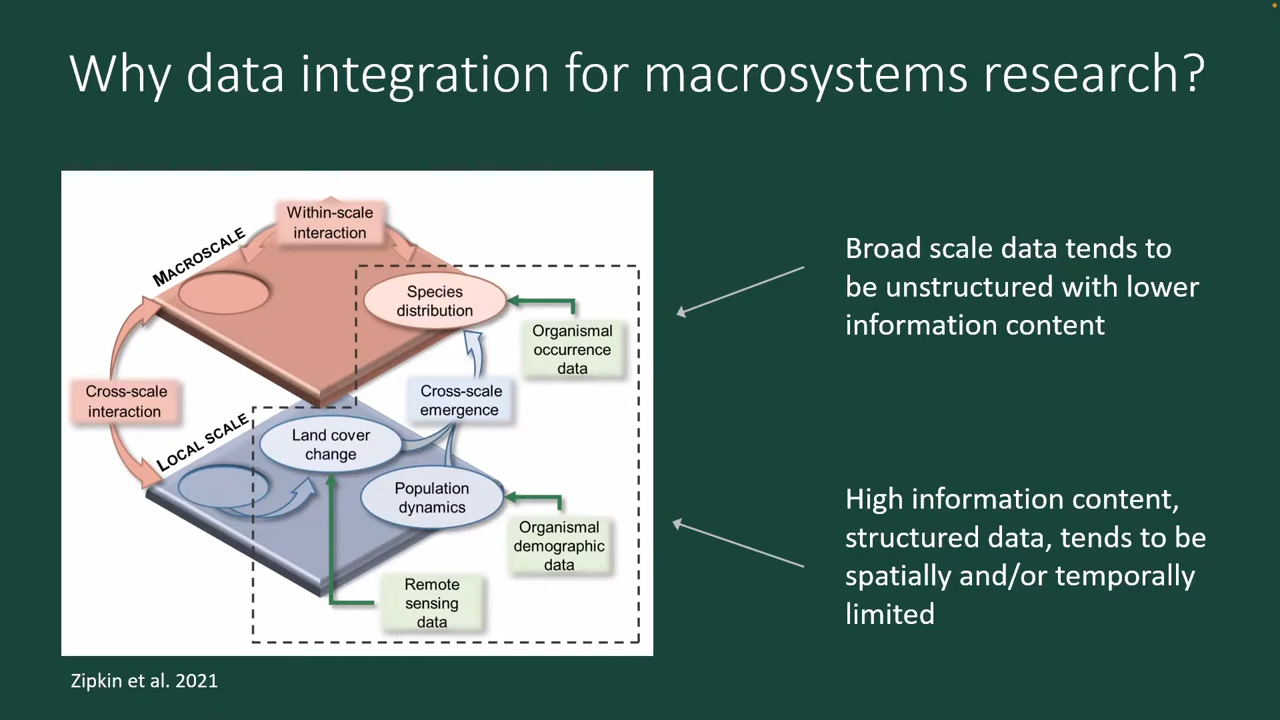 Why data integration for macrosystems research?
Within-scale
interaction
MACROSCALE
Species
distribution
Organismal
occurrence
data
Cross-scale
interaction
Cross-scale
emergence
LOCAL SCALE
Land cover
change
Population
dynamics
Organismal
demographic
data
Remote
sensing
data
Broad scale data tends to
be unstructured with lower
information content
High information content,
structured data, tends to be
spatially and/or temporally
limited
Zipkin et al. 2021